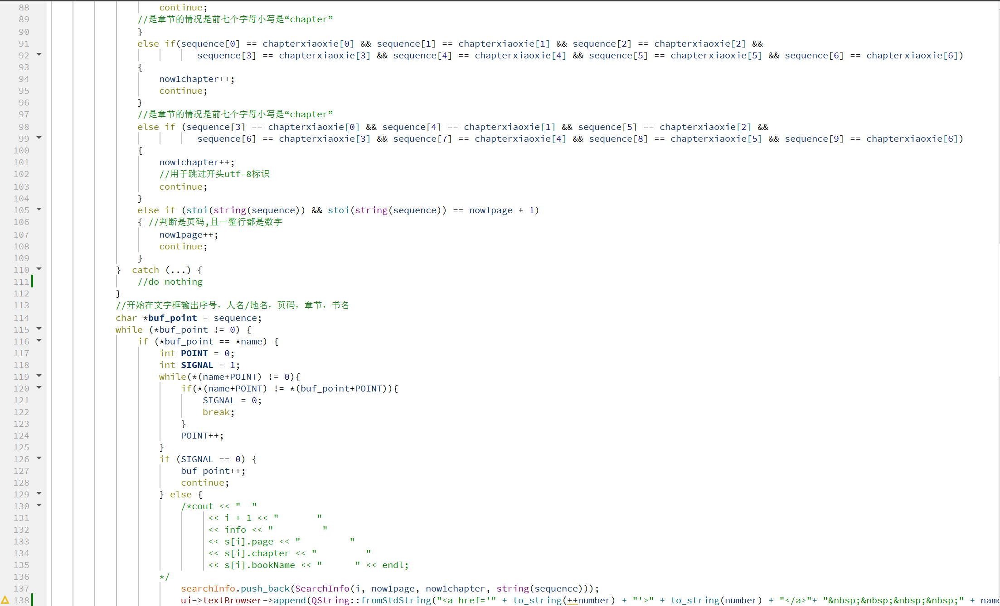 88 continue;
89 //是章节的情况是前七个字母小写是“chapter”
90 }
91 else if(sequence[0] == chapterxiaoxie[0] && sequence[1] == chapterxiaoxie[1] && sequence[2] == chapterxiaoxie[2] &&
92 sequence[3] == chapterxiaoxie[3] && sequence[4] == chapterxiaoxie[4] && sequence[5] == chapterxiaoxie[5] && sequence[6] == chapterxiaoxie[6])
93 {
94 now1chapter++;
95 continue;
96 }
97 //是章节的情况是前七个字母小写是“chapter”
98 else if (sequence[3] == chapterxiaoxie[0] && sequence[4] == chapterxiaoxie[1] && sequence[5] == chapterxiaoxie[2] &&
99 sequence[6] == chapterxiaoxie[3] && sequence[7] == chapterxiaoxie[4] && sequence[8] == chapterxiaoxie[5] && sequence[9] == chapterxiaoxie[6])
100 {
101 now1chapter++;
102 //用于跳过开头utf-8标识
103 continue;
104 }
105 else if (stoi(string(sequence)) && stoi(string(sequence)) == now1page + 1)
106 { //判断是页码,且一整行都是数字
107 now1page++;
108 continue;
109 }
110 }  catch (...) {
111 //do nothing
112 }
113 //开始在文字框输出序号，人名/地名，页码，章节，书名
114 char *buf_point = sequence;
115 while (*buf_point != 0) {
116 if (*buf_point == *name) {
117 int POINT = 0;
118 int SIGNAL = 1;
119 while(*(name+POINT) != 0){
120 if(*(name+POINT) != *(buf_point+POINT)){
121 SIGNAL = 0;
122 break;
123 }
124 POINT++;
125 }
126 if (SIGNAL == 0) {
127 buf_point++;
128 continue;
129 } else {
130 /*cout << "  "
131 << i + 1 << "       "
132 << info << "         "
133 << s[i].page << "         "
134 << s[i].chapter << "         "
135 << s[i].bookName << "      " << endl;
136 */
137 searchInfo.push_back(SearchInfo(i, now1page, now1chapter, string(sequence)));
138 ui->textBrowser->append(QString::fromStdString("<a href='" + to_string(++number) + "'>" + to_string(number) + "</a>"+ "&nbsp;&nbsp;&nbsp;&nbsp;" + name